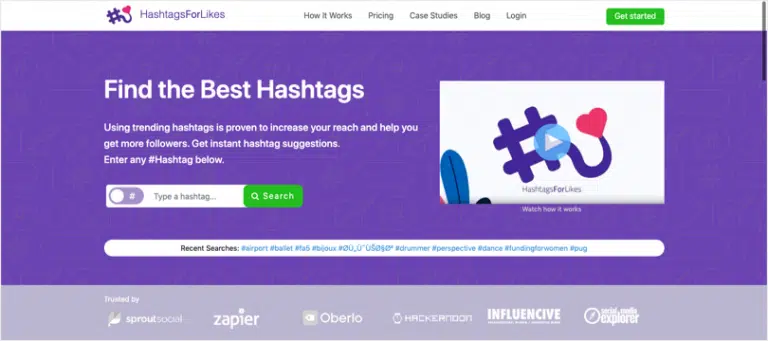 HashtagsForLikes How It Works Pricing Case Studies Blog Login Get started
Find the Best Hashtags
Using trending hashtags is proven to increase your reach and help you
get more followers. Get instant hashtag suggestions.
Enter any #Hashtag below.
# Type a hashtag... Search
HashtagsForLikes
Watch how it works
Recent Searches: #airport #ballet #fa5 #bijoux #drummer #perspective #dance #fundingforwomen #pug
Trusted by
sproutsocial zapier Oberlo HACKERNOON INFLUENCIVE social media explorer